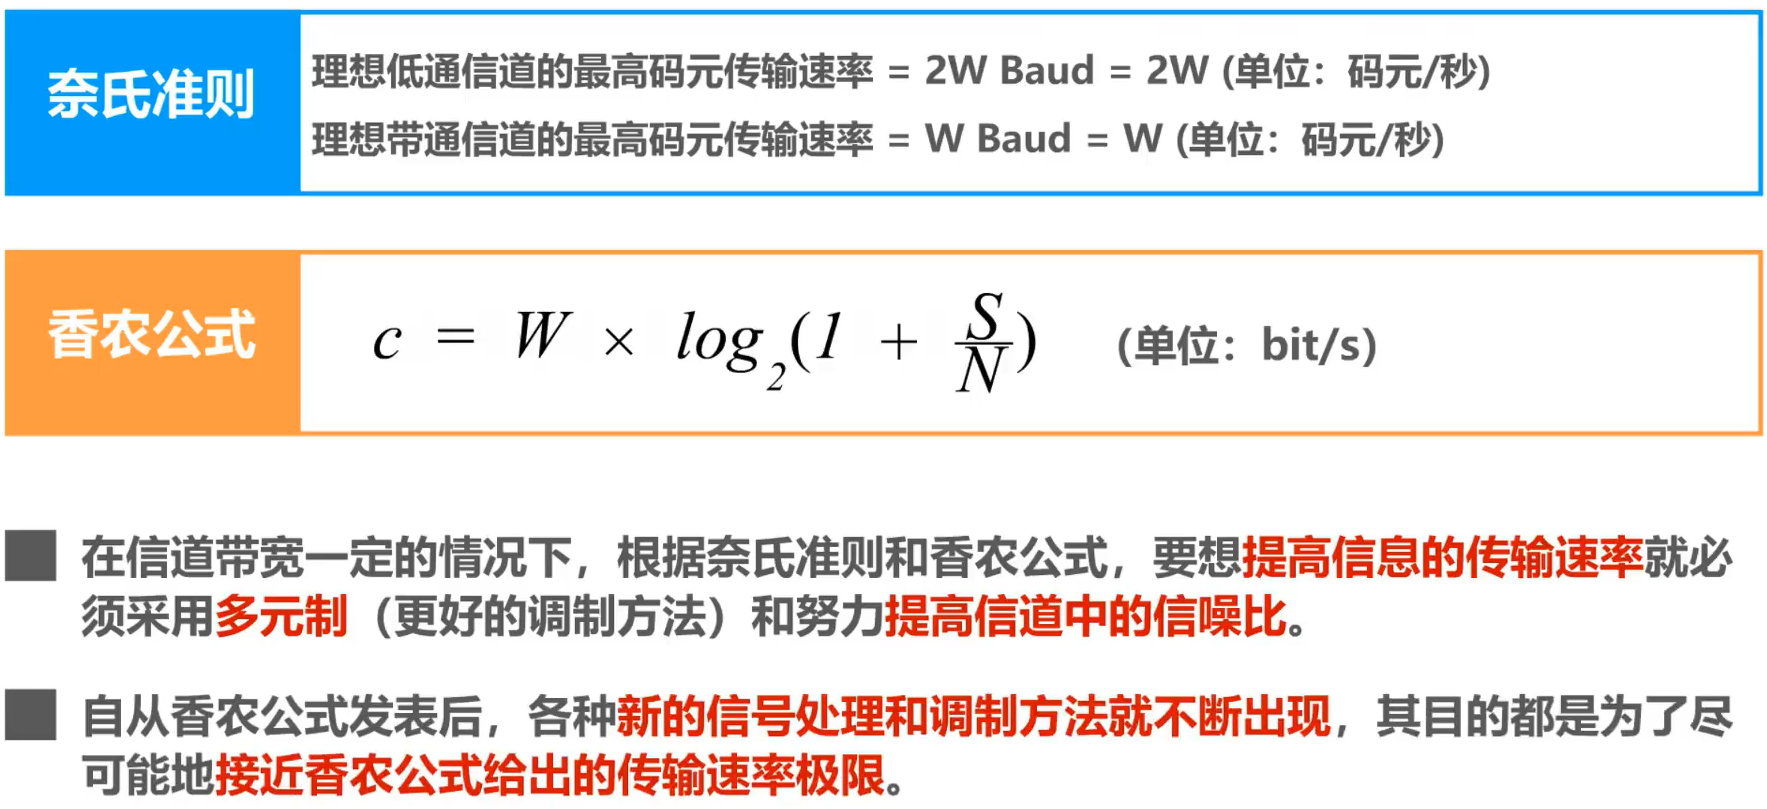 奈氏准则
理想低通信道的最高码元传输速率 = 2W Baud = 2W (单位：码元/秒)
理想带通信道的最高码元传输速率 = W Baud = W (单位：码元/秒)
香农公式
c = W × log₂(1 + S/N) (单位：bit/s)
在信道带宽一定的情况下，根据奈氏准则和香农公式，要想提高信息的传输速率就必
须采用多元制（更好的调制方法）和努力提高信道中的信噪比。
自从香农公式发表后，各种新的信号处理和调制方法就不断出现，其目的都是为了尽
可能地接近香农公式给出的传输速率极限。